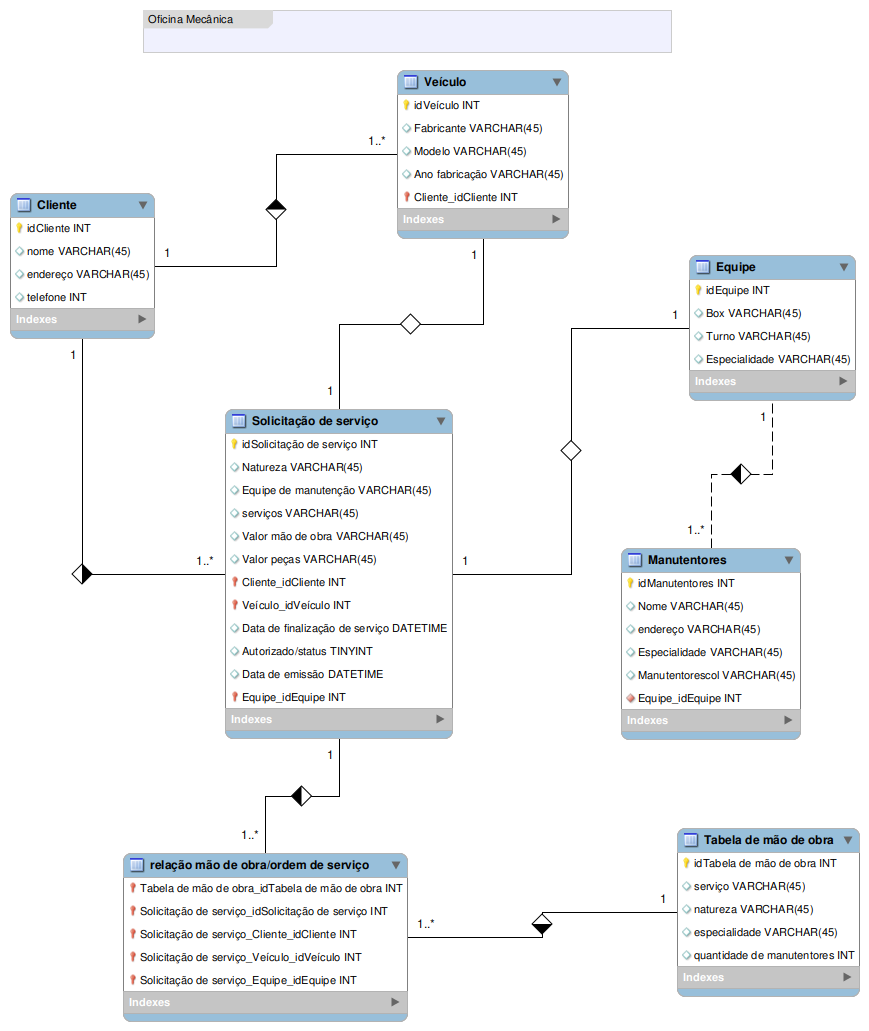 Oficina Mecânica
Veículo
idVeículo INT
Fabricante VARCHAR(45)
Modelo VARCHAR(45)
Ano fabricação VARCHAR(45)
Cliente_idCliente INT
Indexes
1..*
1
Cliente
idCliente INT
nome VARCHAR(45)
endereço VARCHAR(45)
telefone INT
Indexes
1
1
1
Equipe
idEquipe INT
Box VARCHAR(45)
Turno VARCHAR(45)
Especialidade VARCHAR(45)
Indexes
1
1
Solicitação de serviço
idSolicitação de serviço INT
Natureza VARCHAR(45)
Equipe de manutenção VARCHAR(45)
serviços VARCHAR(45)
Valor mão de obra VARCHAR(45)
Valor peças VARCHAR(45)
Cliente_idCliente INT
Veículo_idVeículo INT
Data de finalização de serviço DATETIME
Autorizado/status TINYINT
Data de emissão DATETIME
Equipe_idEquipe INT
Indexes
1..*
1
1
1..*
Manutentores
idManutentores INT
Nome VARCHAR(45)
endereço VARCHAR(45)
Especialidade VARCHAR(45)
Manutentorescol VARCHAR(45)
Equipe_idEquipe INT
Indexes
1..*
relação mão de obra/ordem de serviço
Tabela de mão de obra_idTabela de mão de obra INT
Solicitação de serviço_idSolicitação de serviço INT
Solicitação de serviço_Cliente_idCliente INT
Solicitação de serviço_Veículo_idVeículo INT
Solicitação de serviço_Equipe_idEquipe INT
Indexes
1..*
1
Tabela de mão de obra
idTabela de mão de obra INT
serviço VARCHAR(45)
natureza VARCHAR(45)
especialidade VARCHAR(45)
quantidade de manutentores INT
Indexes